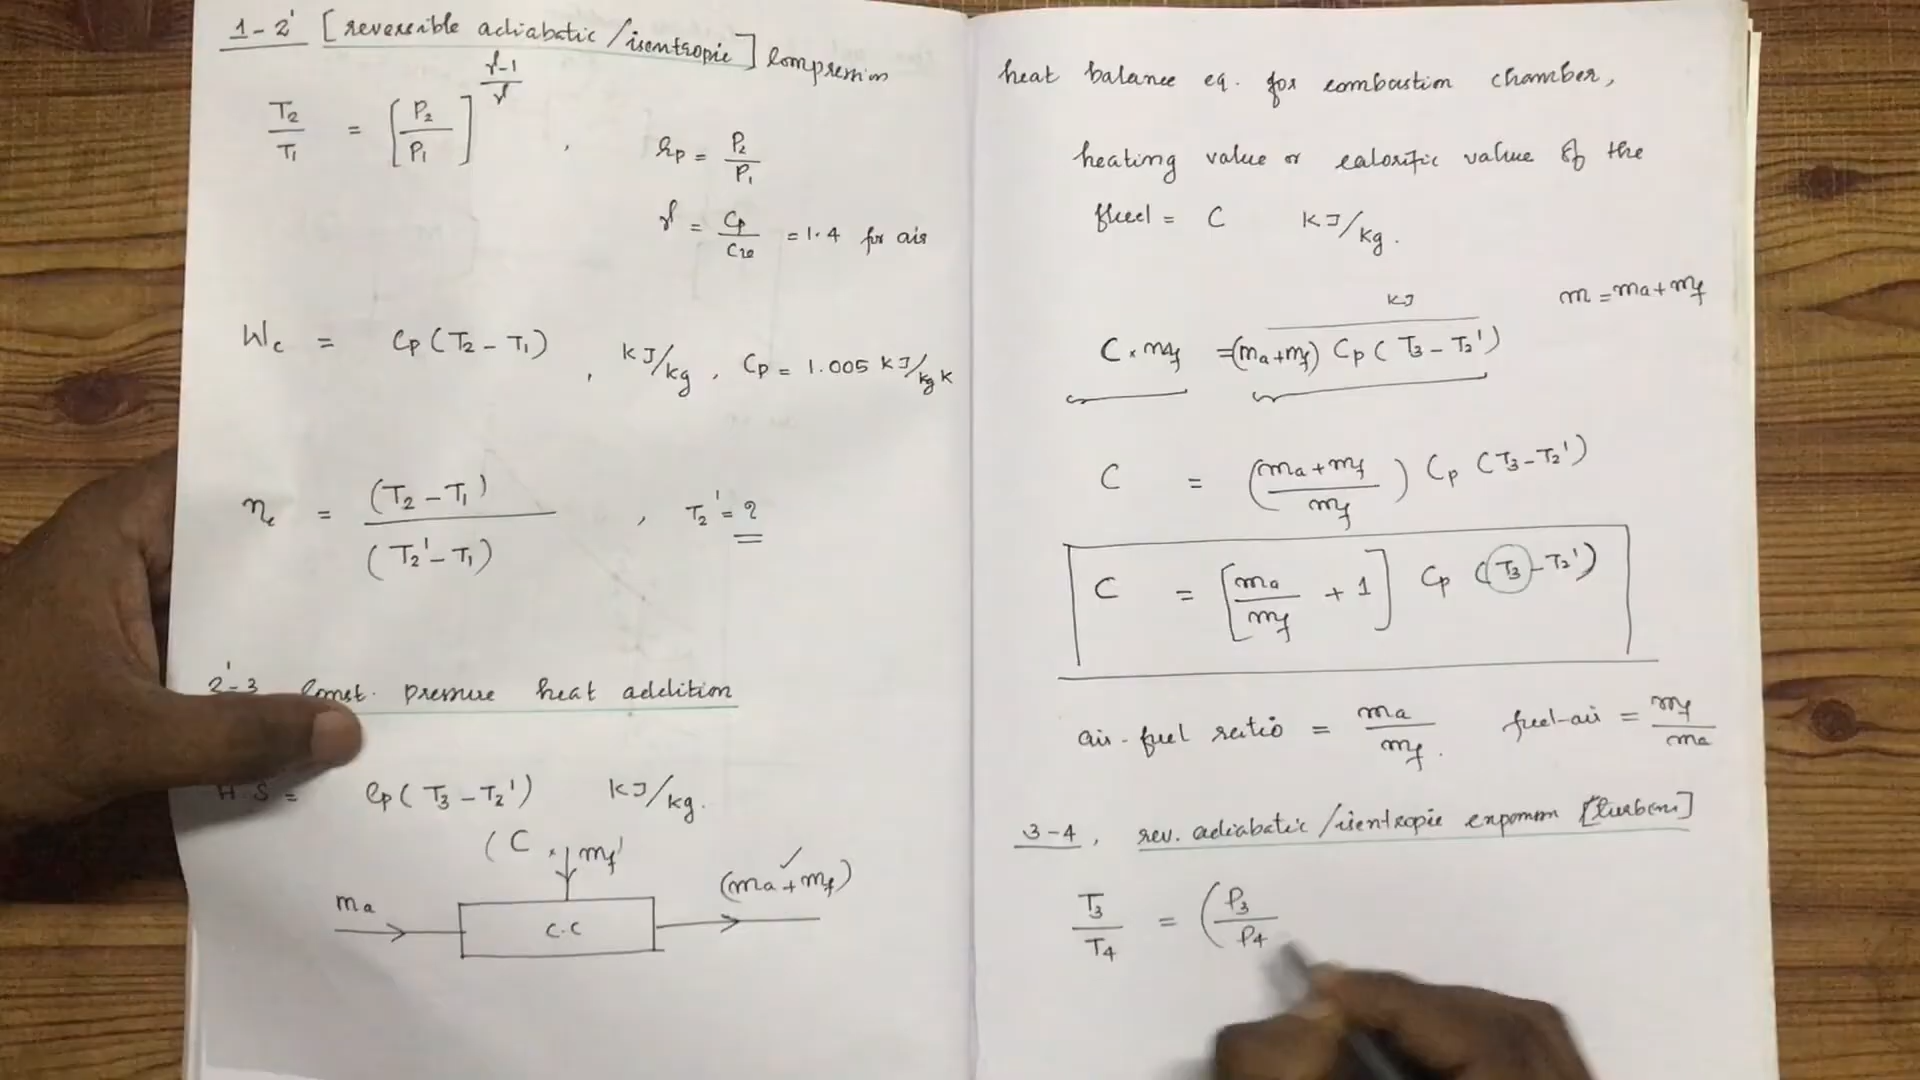 1-2' [reversible adiabatic/isentropic] Compression
T2/T1 = [P2/P1]^(γ-1)/γ ,
rp = P2/P1
γ = Cp/Cv = 1.4 for air
Wc = Cp(T2 - T1) , KJ/kg , Cp = 1.005 KJ/kg K
ηc = (T2 - T1)/(T2' - T1) , T2' = ?
2'-3 Const. pressure heat addition
H.S = Cp(T3 - T2') KJ/kg.
(C × mf)
ma
C.C
(ma+mf) ✓
heat balance eq. for combustion chamber,
heating value or calorific value of the
fuel = C KJ/kg.
KJ
m = ma+mf
C × mf = (ma+mf) Cp (T3 - T2')
C = (ma+mf/mf) Cp (T3 - T2')
C = [ma/mf + 1] Cp (T3 - T2')
air-fuel ratio = ma/mf. fuel-air = mf/ma
3-4, rev. adiabatic/isentropic expansion [turbine]
T3/T4 = (P3/P4